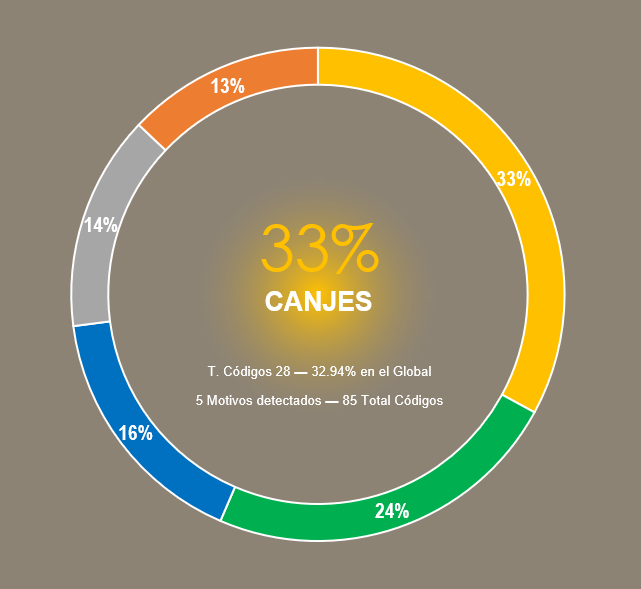 13%
33%
14%
33%
CANJES
T. Códigos 28 — 32.94% en el Global
5 Motivos detectados — 85 Total Códigos
16%
24%